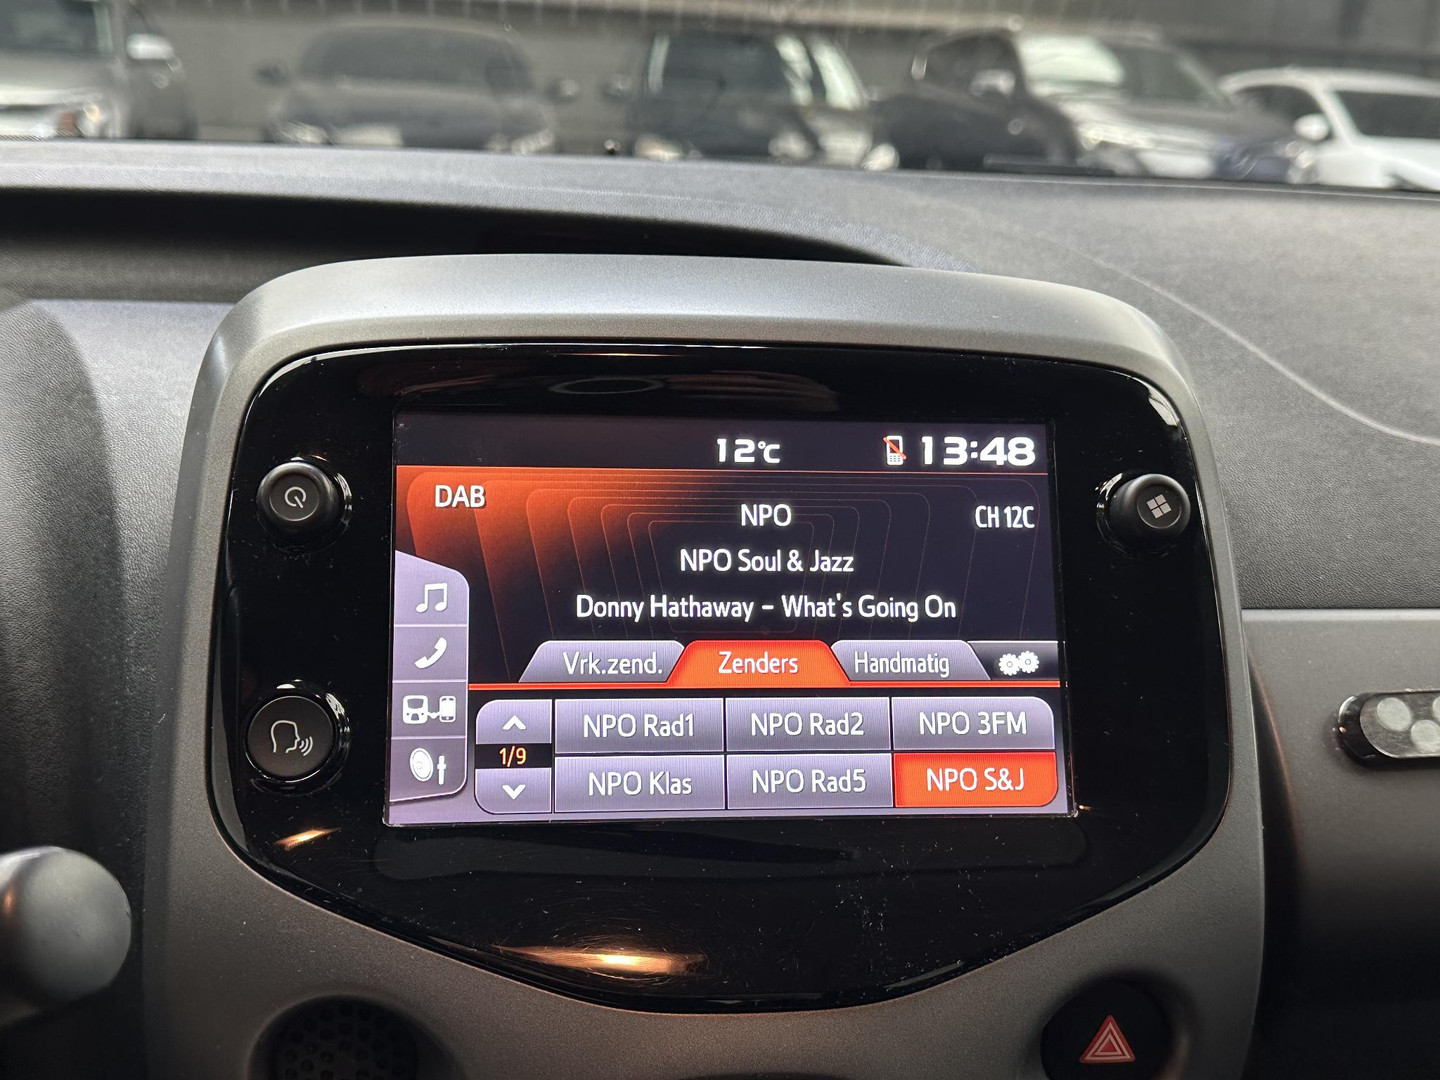 12°C 13:48
DAB
NPO
CH 12C
NPO Soul & Jazz
Donny Hathaway - What's Going On
Vrk.zend. Zenders Handmatig
NPO Rad1 NPO Rad2 NPO 3FM
1/9
NPO Klas NPO Rad5 NPO S&J